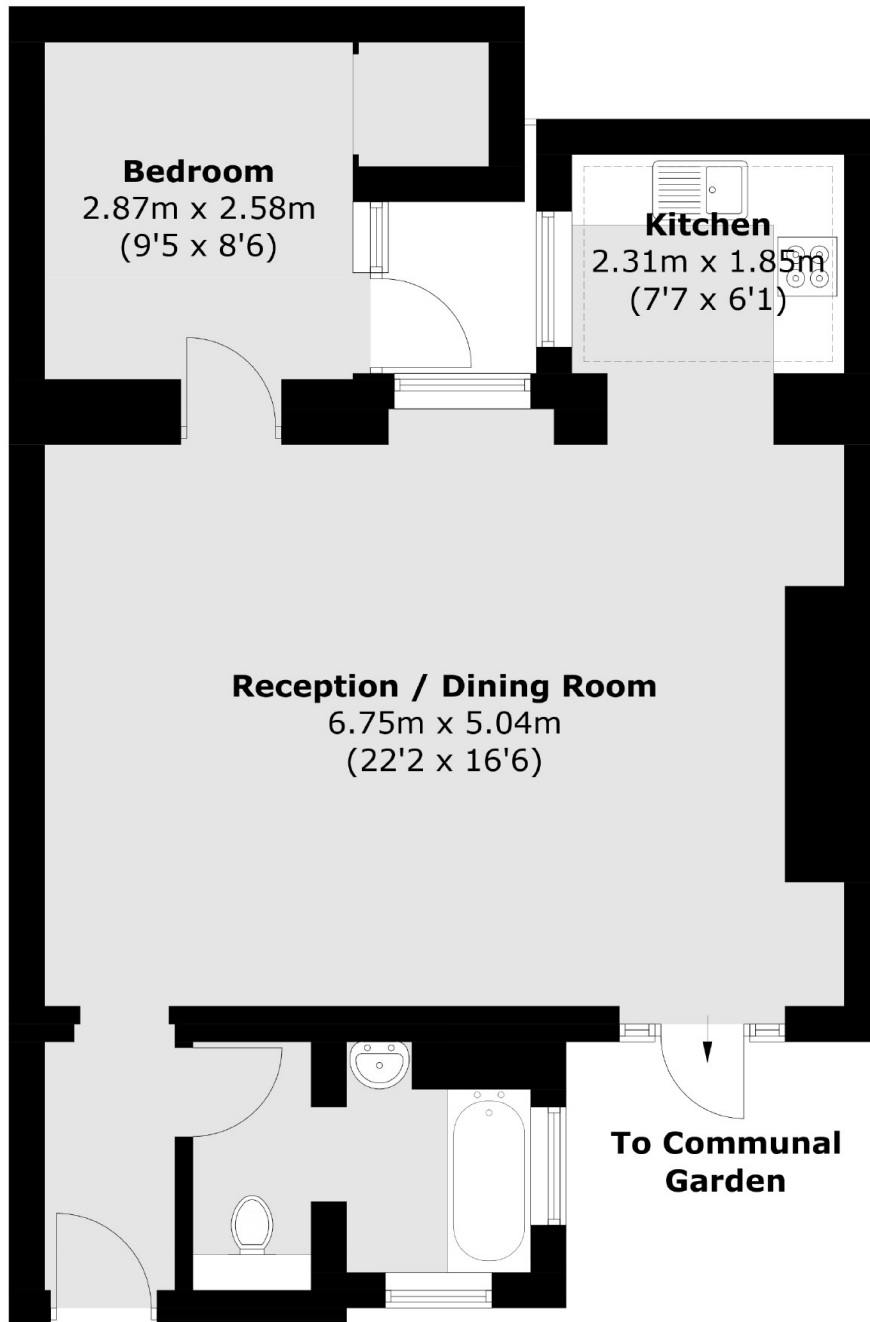 Bedroom
2.87m x 2.58m
(9'5 x 8'6)
Kitchen
2.31m x 1.85m
(7'7 x 6'1)
Reception / Dining Room
6.75m x 5.04m
(22'2 x 16'6)
To Communal
Garden